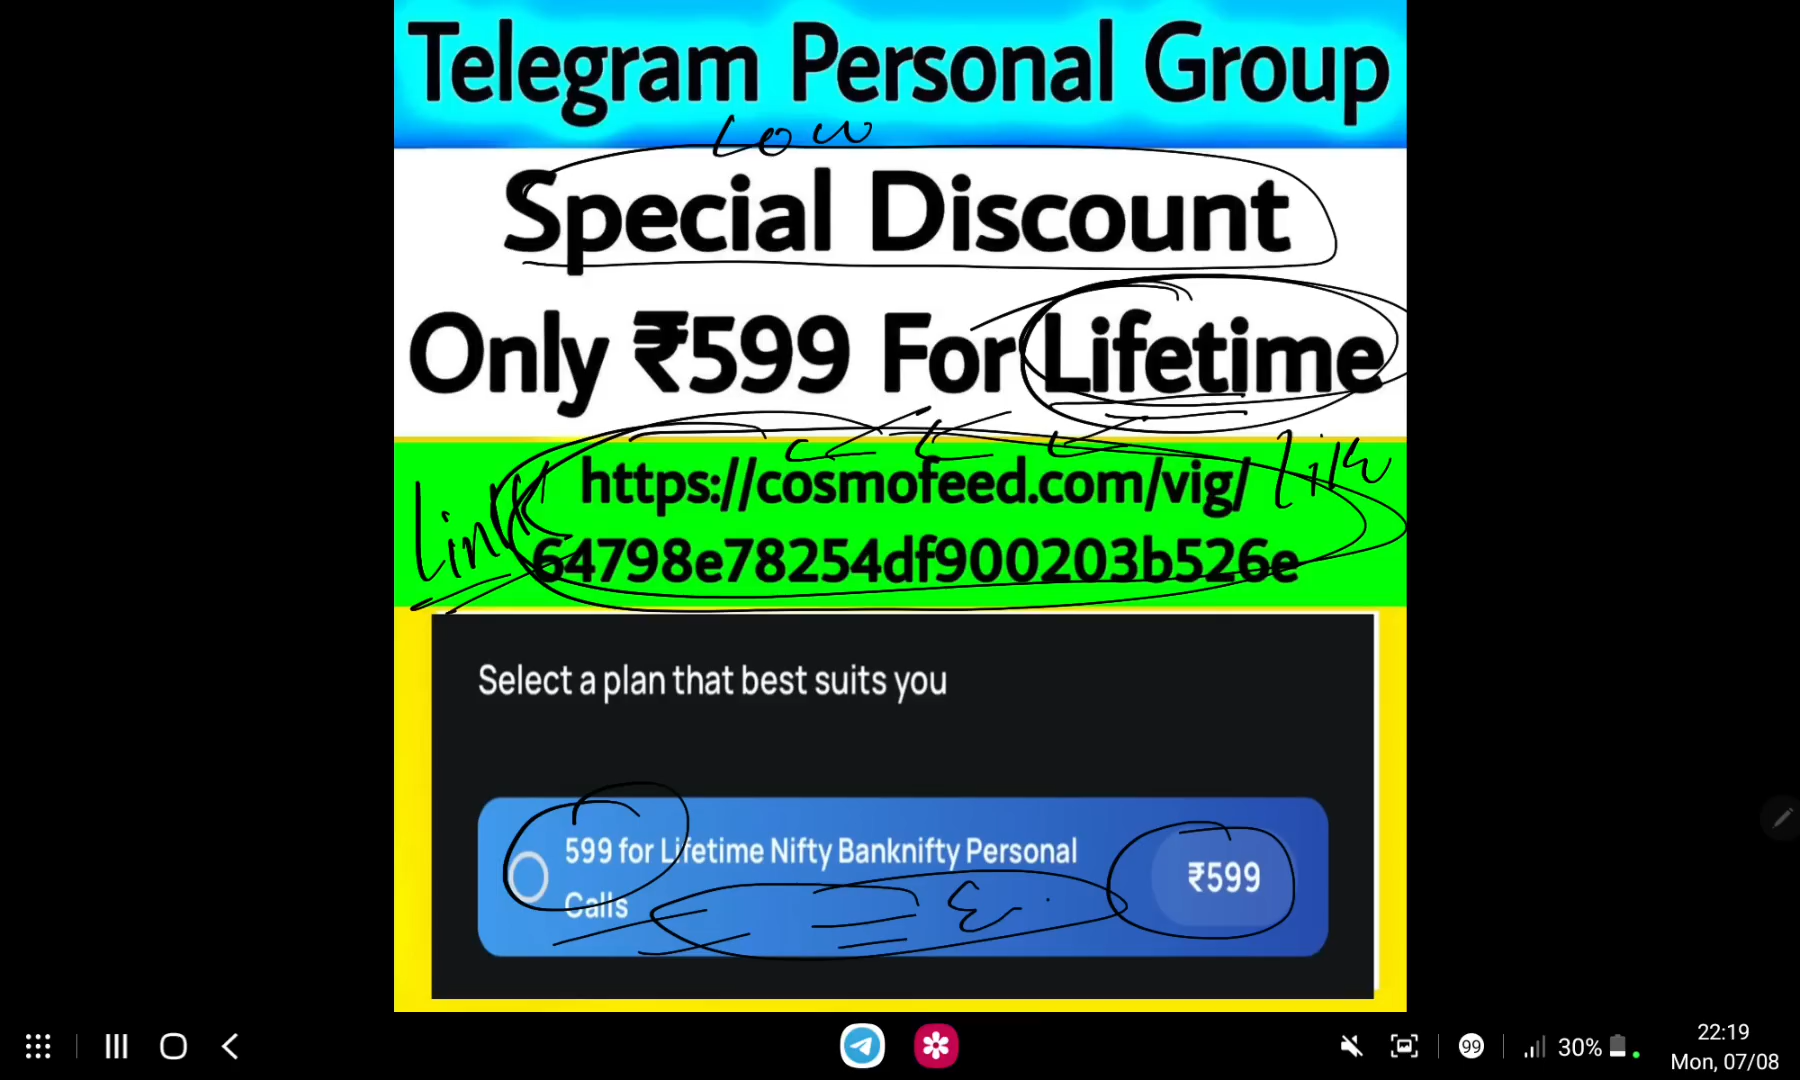 Telegram Personal Group
Low
Special Discount
Only ₹599 For Lifetime
https://cosmofeed.com/vig/
64798e78254df900203b526e
Link
Select a plan that best suits you
599 for Lifetime Nifty Banknifty Personal
Calls
₹599
99
30%
22:19
Mon, 07/08